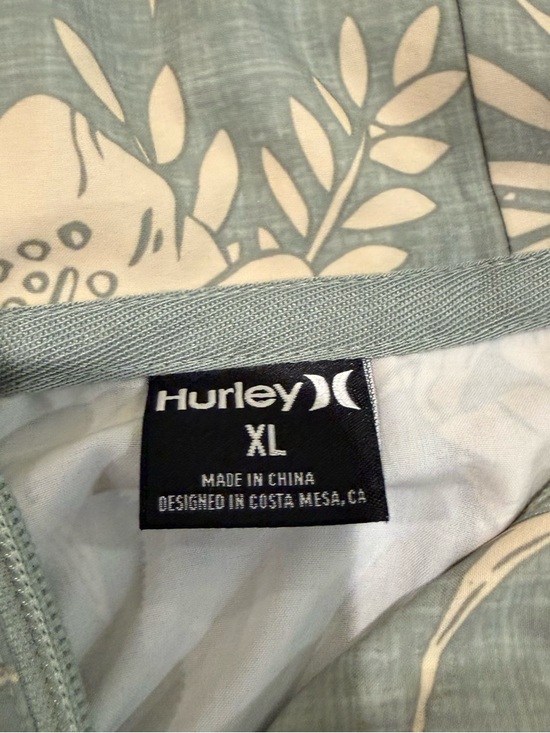 Hurley
XL
MADE IN CHINA
DESIGNED IN COSTA MESA, CA